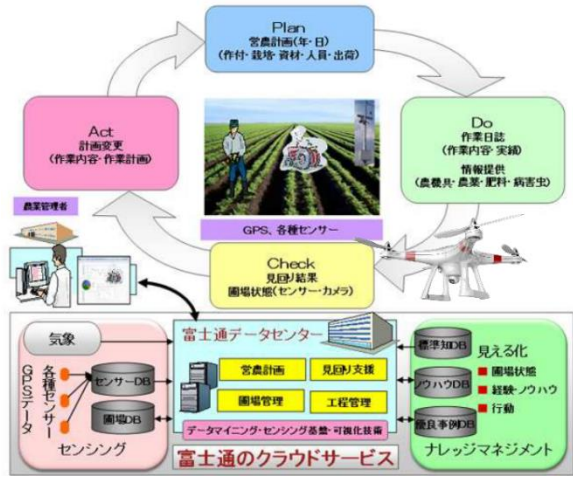 Plan
営農計画(年・日)
(作付・栽培・資材・人員・出荷)
Act
計画変更
(作業内容・作業計画)
Do
作業日誌
(作業内容・実績)
情報提供
(農機具・農薬・肥料・病害虫)
農業管理者
GPS、各種センサー
Check
見回り結果
圃場状態(センサー・カメラ)
気象
各種センサー
GPSデータ
センサーDB
圃場DB
センシング
富士通データセンター
営農計画
見回り支援
圃場管理
工程管理
データマイニング・センシング基盤・可視化技術
富士通のクラウドサービス
標準知DB
ノウハウDB
優良事例DB
見える化
圃場状態
経験・ノウハウ
行動
ナレッジマネジメント